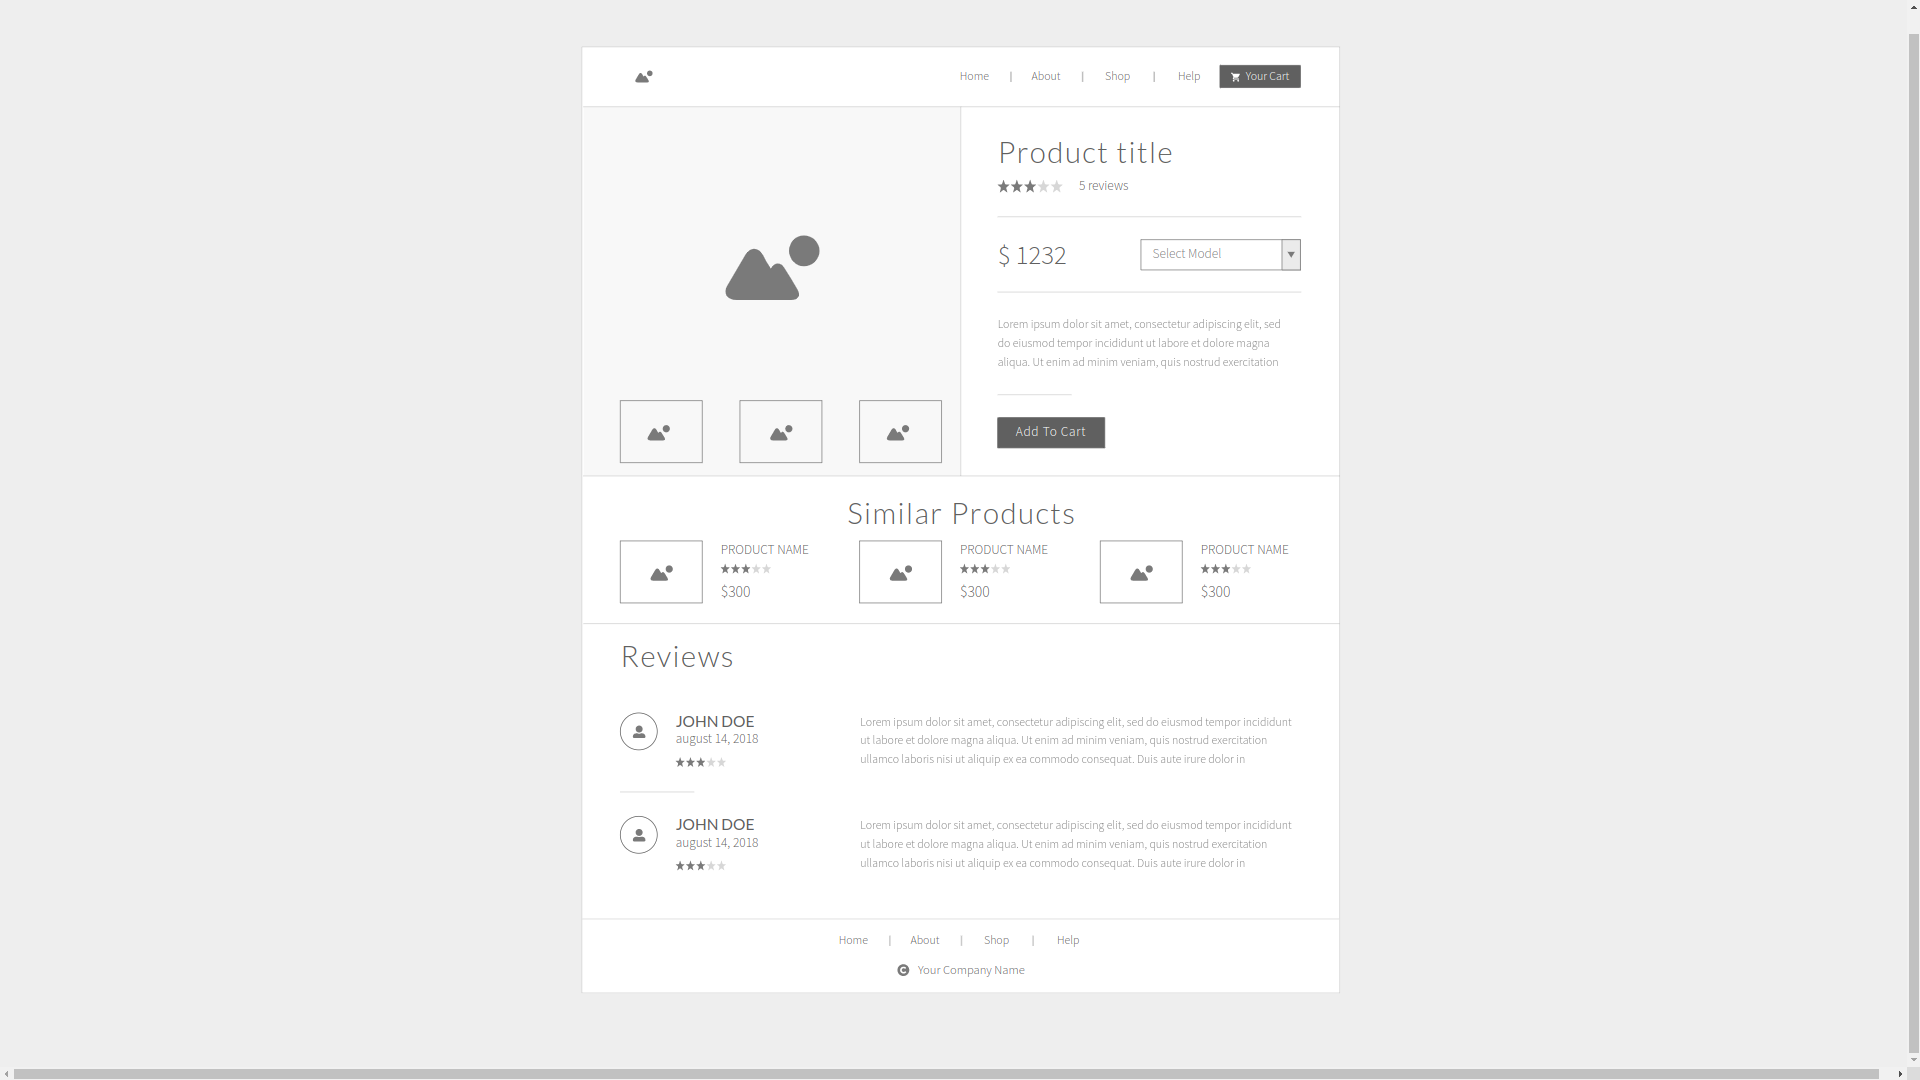 Home | About | Shop | Help Your Cart
Product title
5 reviews
$ 1232 Select Model
Lorem ipsum dolor sit amet, consectetur adipiscing elit, sed
do eiusmod tempor incididunt ut labore et dolore magna
aliqua. Ut enim ad minim veniam, quis nostrud exercitation
Add To Cart
Similar Products
PRODUCT NAME
$300
PRODUCT NAME
$300
PRODUCT NAME
$300
Reviews
JOHN DOE
august 14, 2018
Lorem ipsum dolor sit amet, consectetur adipiscing elit, sed do eiusmod tempor incididunt
ut labore et dolore magna aliqua. Ut enim ad minim veniam, quis nostrud exercitation
ullamco laboris nisi ut aliquip ex ea commodo consequat. Duis aute irure dolor in
JOHN DOE
august 14, 2018
Lorem ipsum dolor sit amet, consectetur adipiscing elit, sed do eiusmod tempor incididunt
ut labore et dolore magna aliqua. Ut enim ad minim veniam, quis nostrud exercitation
ullamco laboris nisi ut aliquip ex ea commodo consequat. Duis aute irure dolor in
Home | About | Shop | Help
© Your Company Name